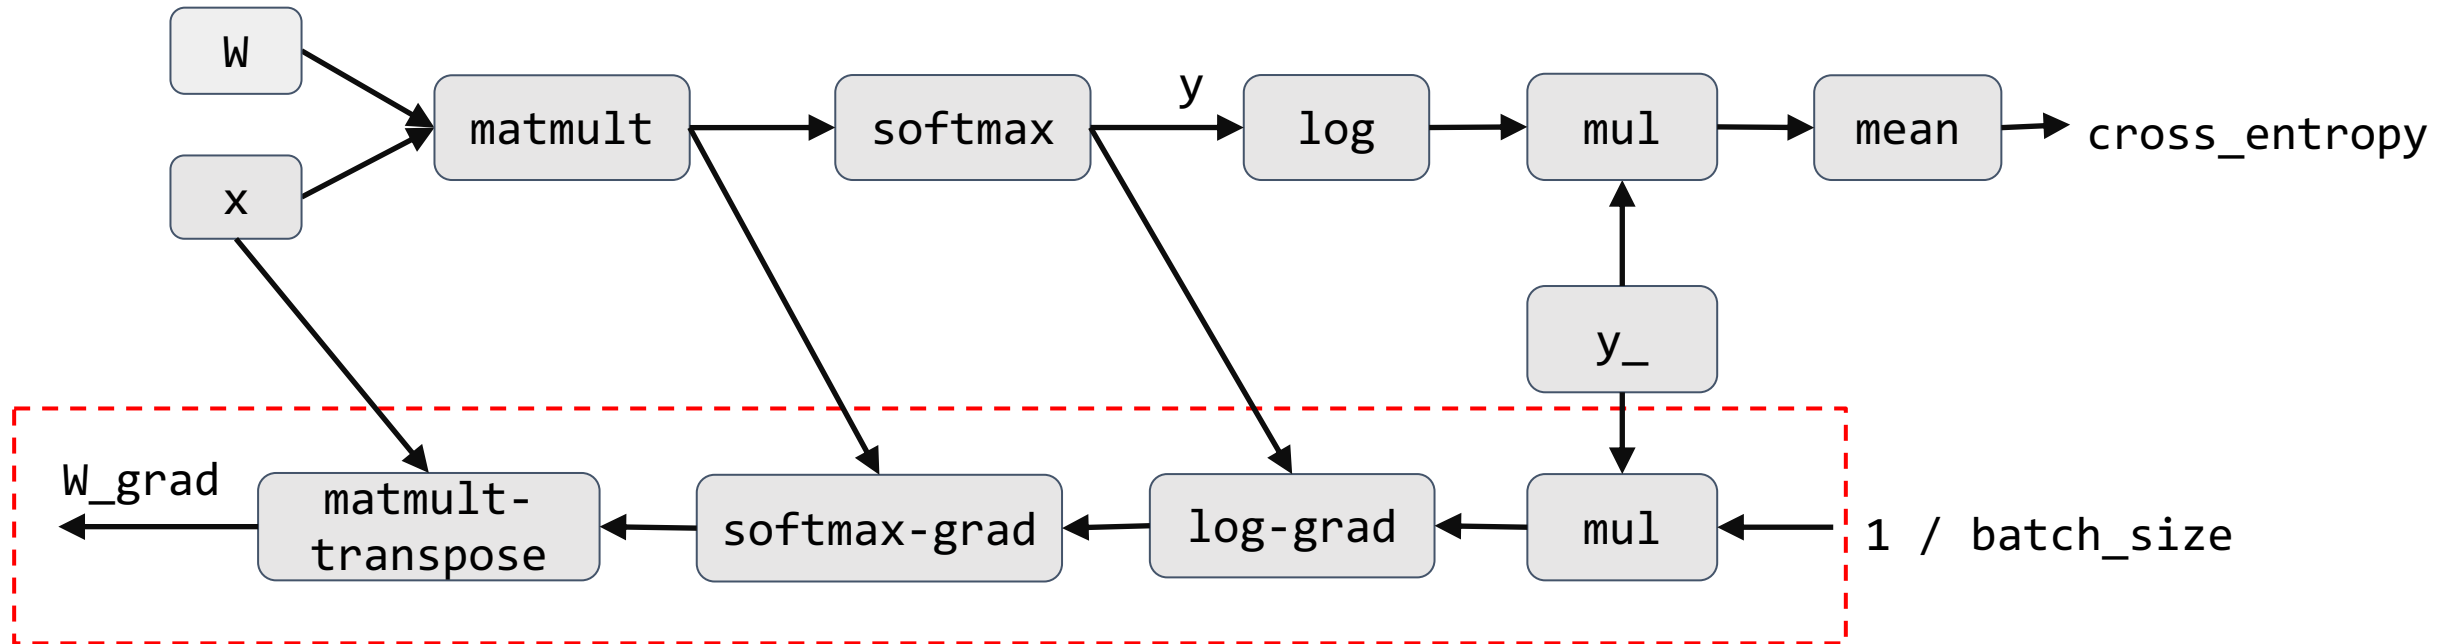 W
x
matmult
softmax
y
log
mul
mean
cross_entropy
y_
W_grad
matmult-
transpose
softmax-grad
log-grad
mul
1 / batch_size